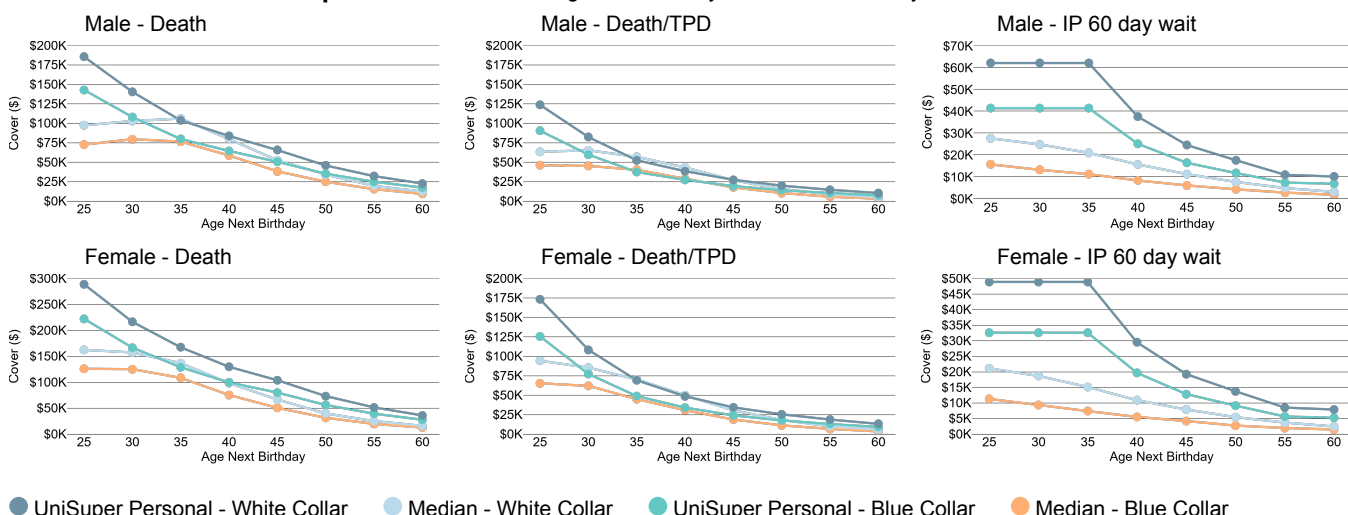 Male - Death
$200K
$175K
$150K
$125K
$100K
$75K
$50K
$25K
$0K
Cover ($)
25 30 35 40 45 50 55 60
Age Next Birthday
Male - Death/TPD
$200K
$175K
$150K
$125K
$100K
$75K
$50K
$25K
$0K
Cover ($)
25 30 35 40 45 50 55 60
Age Next Birthday
Male - IP 60 day wait
$70K
$60K
$50K
$40K
$30K
$20K
$10K
$0K
Cover ($)
25 30 35 40 45 50 55 60
Age Next Birthday
Female - Death
$300K
$250K
$200K
$150K
$100K
$50K
$0K
Cover ($)
25 30 35 40 45 50 55 60
Age Next Birthday
Female - Death/TPD
$200K
$175K
$150K
$125K
$100K
$75K
$50K
$25K
$0K
Cover ($)
25 30 35 40 45 50 55 60
Age Next Birthday
Female - IP 60 day wait
$50K
$45K
$40K
$35K
$30K
$25K
$20K
$15K
$10K
$5K
$0K
Cover ($)
25 30 35 40 45 50 55 60
Age Next Birthday
UniSuper Personal - White Collar Median - White Collar UniSuper Personal - Blue Collar Median - Blue Collar